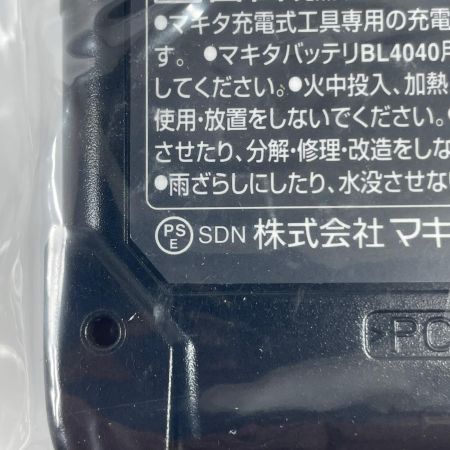 ●マキタ充電式工具専用の充電
す。●マキタバッテリBL4040用
してください。●火中投入、加熱
使用・放置をしないでください。
させたり、分解・修理・改造をしな
●雨ざらしにしたり、水没させな
PS
E SDN 株式会社 マキ
>PC